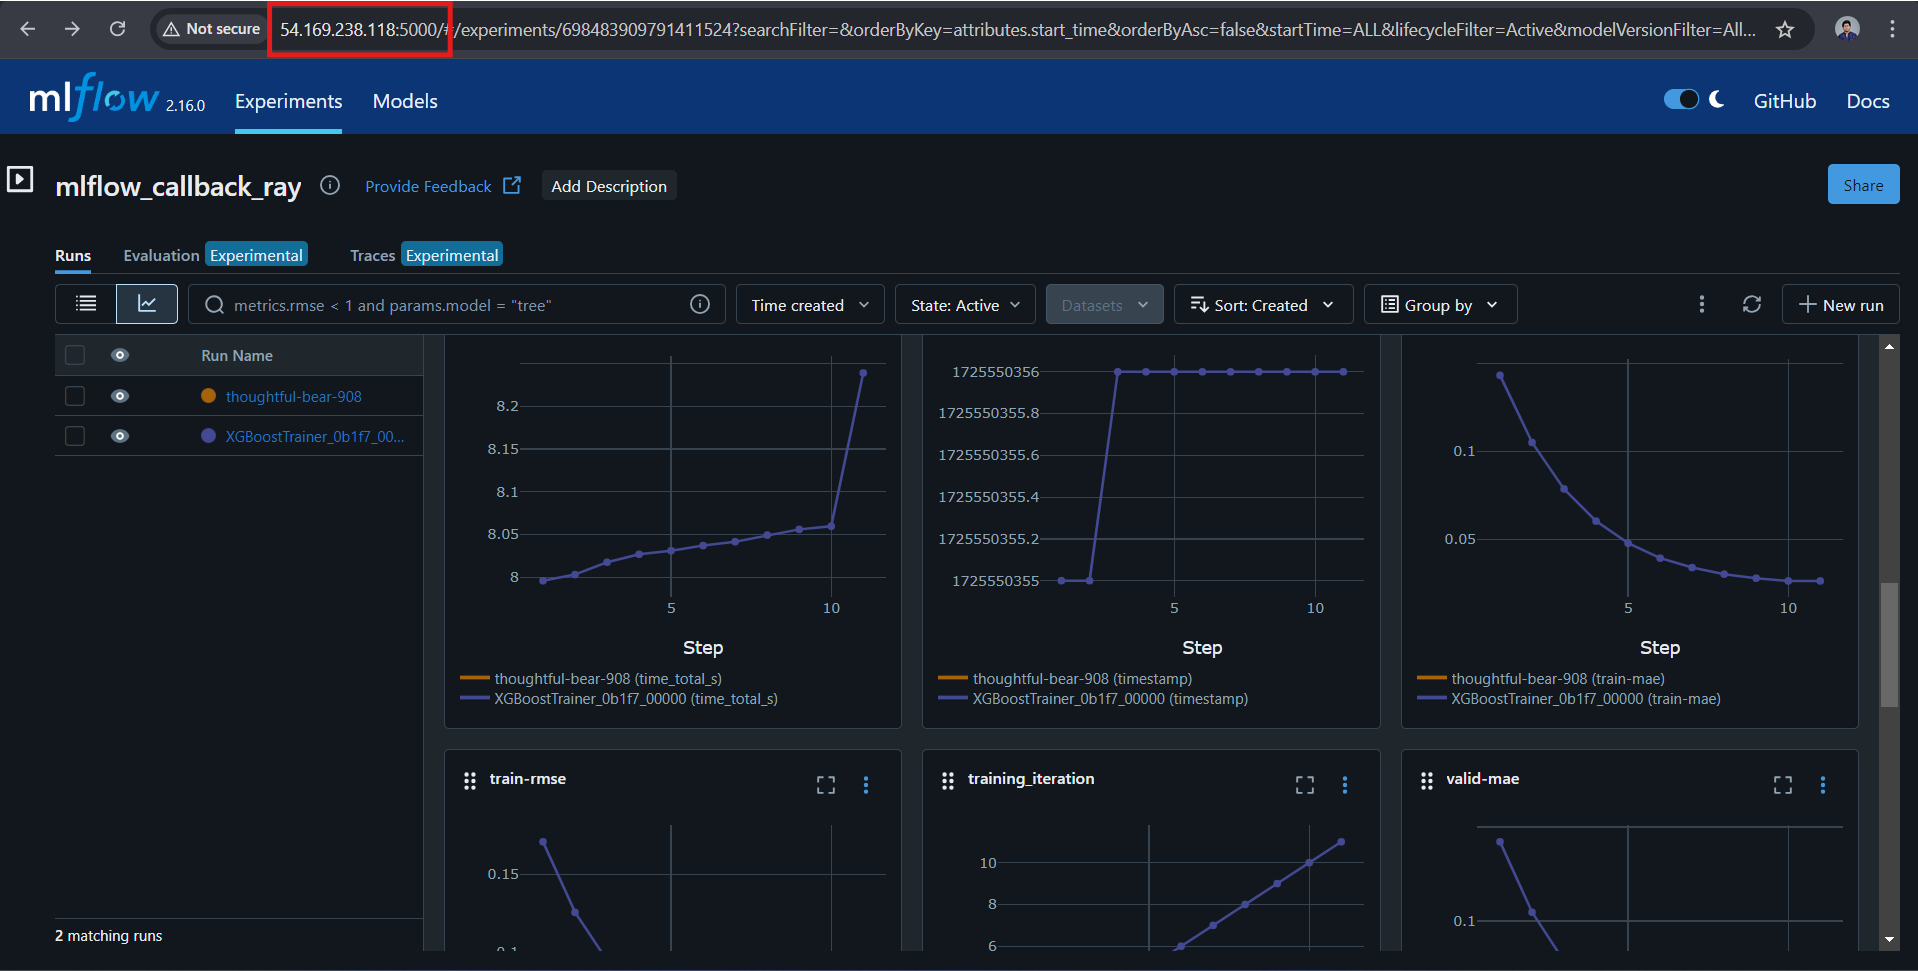 Not secure 54.169.238.118:5000/#/experiments/698483909791411524?searchFilter=&orderByKey=attributes.start_time&orderByAsc=false&startTime=ALL&lifecycleFilter=Active&modelVersionFilter=All...
mlflow 2.16.0 Experiments Models GitHub Docs
mlflow_callback_ray Provide Feedback Add Description Share
Runs Evaluation Experimental Traces Experimental
metrics.rmse < 1 and params.model = "tree" Time created State: Active Datasets Sort: Created Group by New run
Run Name
thoughtful-bear-908
XGBoostTrainer_0b1f7_00...
2 matching runs
8.2
8.15
8.1
8.05
8
5 10
Step
thoughtful-bear-908 (time_total_s)
XGBoostTrainer_0b1f7_00000 (time_total_s)
1725550356
1725550355.8
1725550355.6
1725550355.4
1725550355.2
1725550355
5 10
Step
thoughtful-bear-908 (timestamp)
XGBoostTrainer_0b1f7_00000 (timestamp)
0.1
0.05
5 10
Step
thoughtful-bear-908 (train-mae)
XGBoostTrainer_0b1f7_00000 (train-mae)
train-rmse
0.15
0.1
training_iteration
10
8
6
valid-mae
0.1